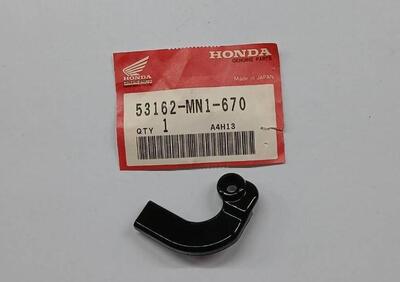 HONDA
HONDA
GENUINE PARTS
Made in JAPAN
53162-MN1-670
QTY 1 A4H13